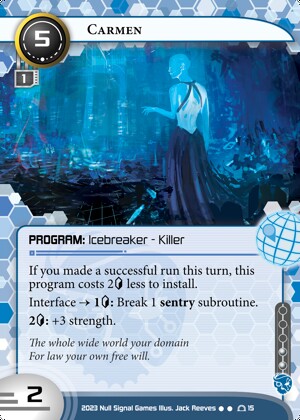 5
CARMEN
1
PROGRAM: Icebreaker - Killer
If you made a successful run this turn, this
program costs 2 less to install.
Interface → 1: Break 1 sentry subroutine.
2: +3 strength.
The whole wide world your domain
For law your own free will.
2
2023 Null Signal Games Illus. Jack Reeves 15